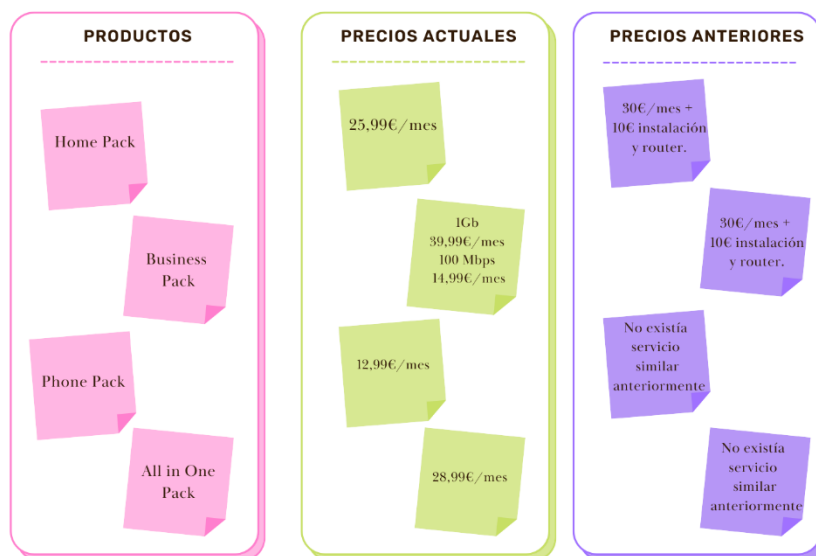 PRODUCTOS
Home Pack
Business
Pack
Phone Pack
All in One
Pack
PRECIOS ACTUALES
25,99€/mes
1Gb
39,99€/mes
100 Mbps
14,99€/mes
12,99€/mes
28,99€/mes
PRECIOS ANTERIORES
30€/mes +
10€ instalación
y router.
30€/mes +
10€ instalación
y router.
No existía
servicio
similar
anteriormente
No existía
servicio
similar
anteriormente